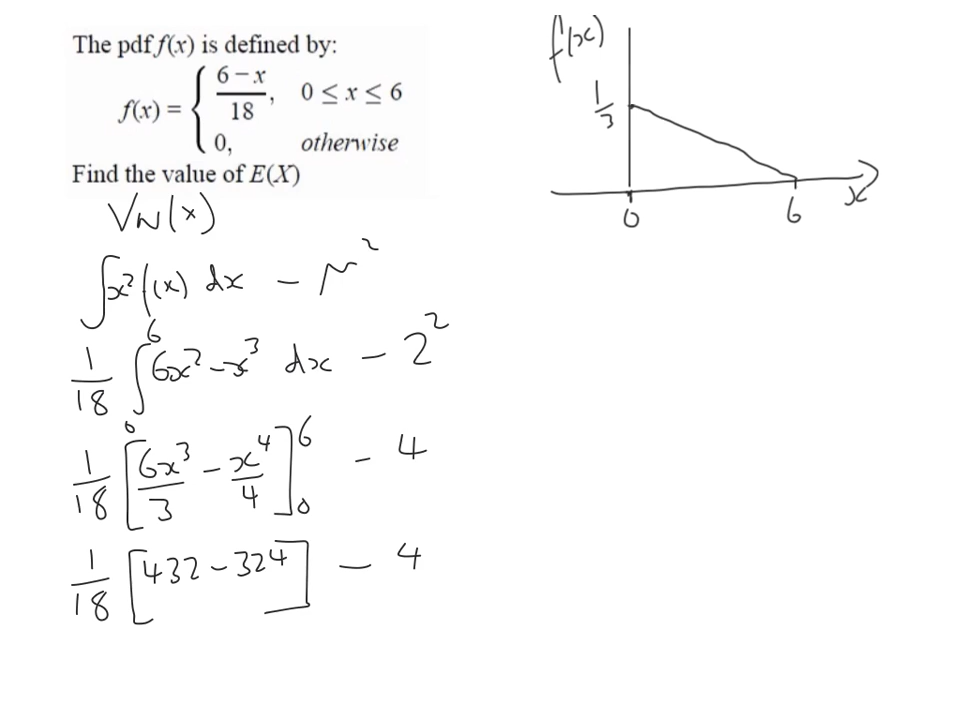 The pdf f(x) is defined by:
f(x) = { (6 − x)/18, 0 ≤ x ≤ 6
0, otherwise
Find the value of E(X)
Var(x)
∫x² f(x) dx − μ²
1/18 ∫₀⁶ 6x² − x³ dx − 2²
1/18 [6x³/3 − x⁴/4]₀⁶ − 4
1/18 [432 − 324] − 4
f(x)
1/3
0 6 x